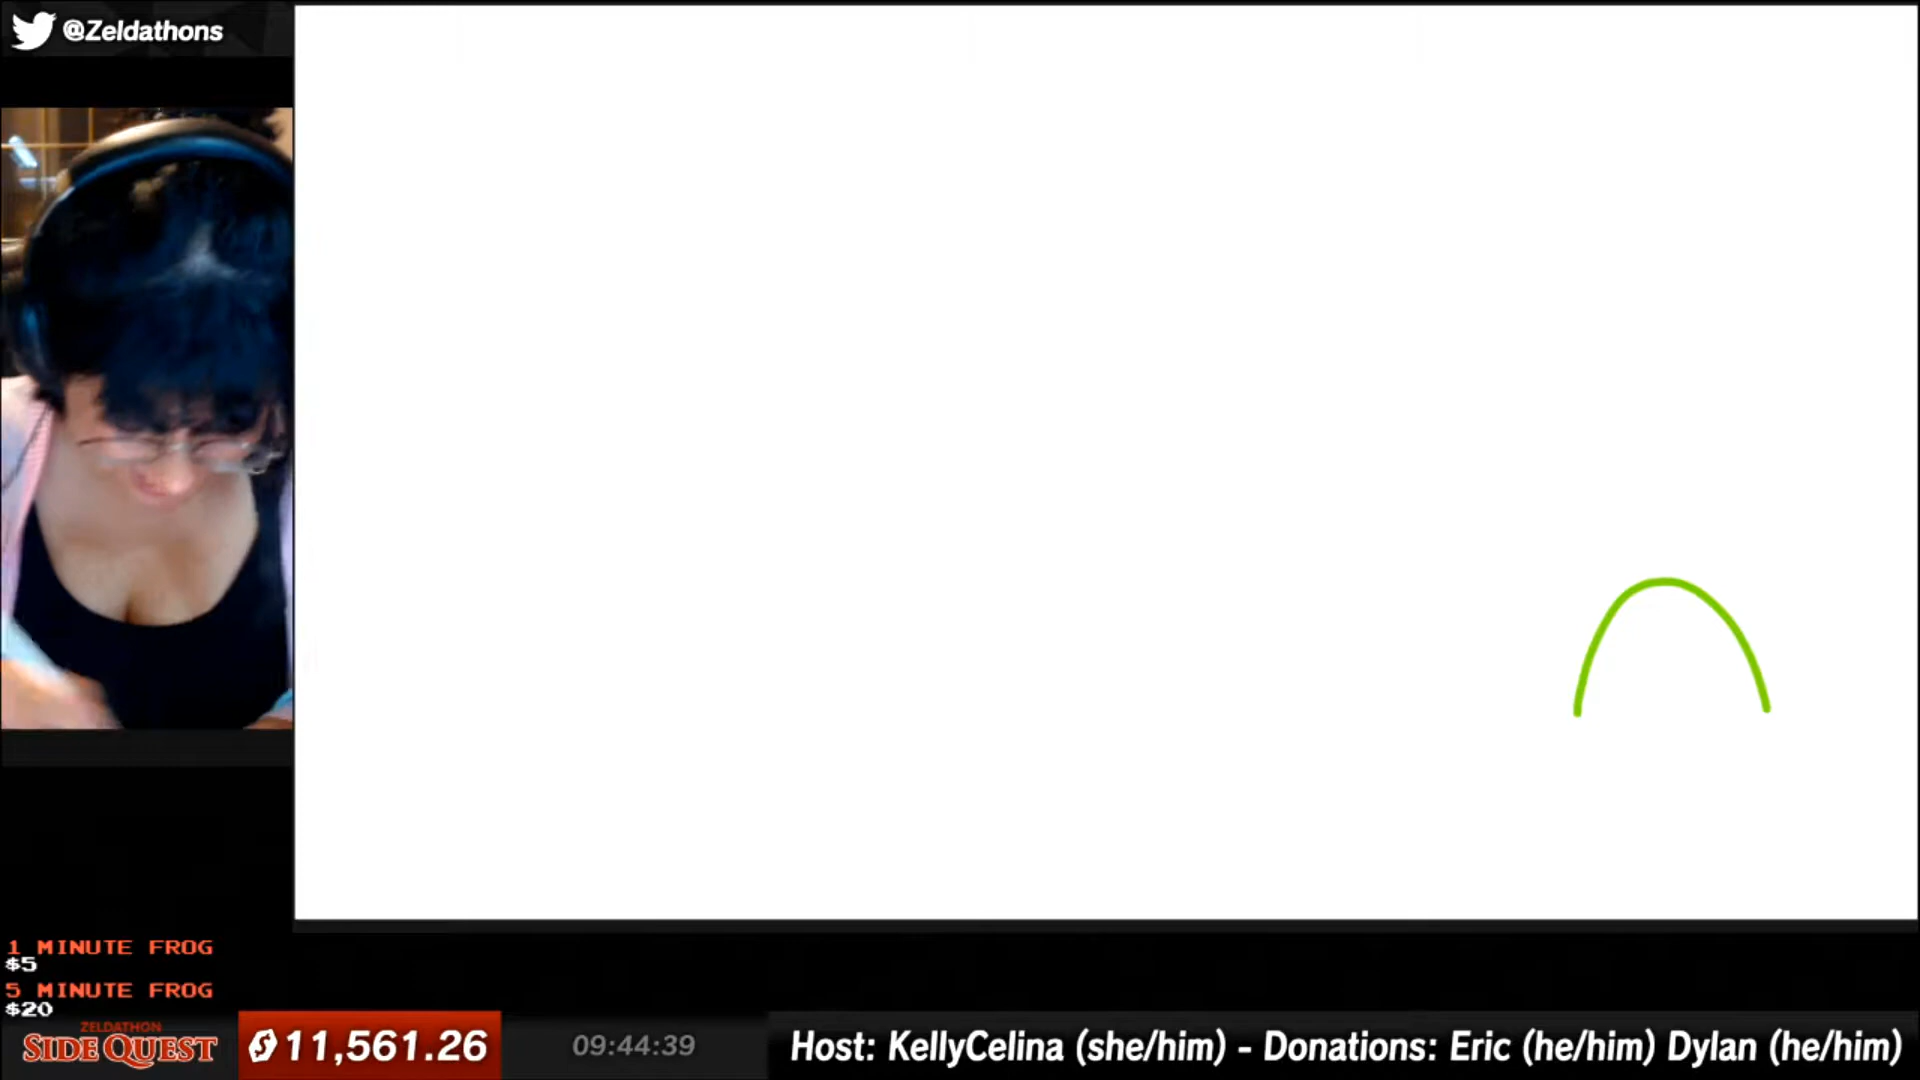 @Zeldathons
1 MINUTE FROG
$5
5 MINUTE FROG
$20
ZELDATHON
SIDE QUEST
11,561.26
09:44:39
Host: KellyCelina (she/him) - Donations: Eric (he/him) Dylan (he/him)